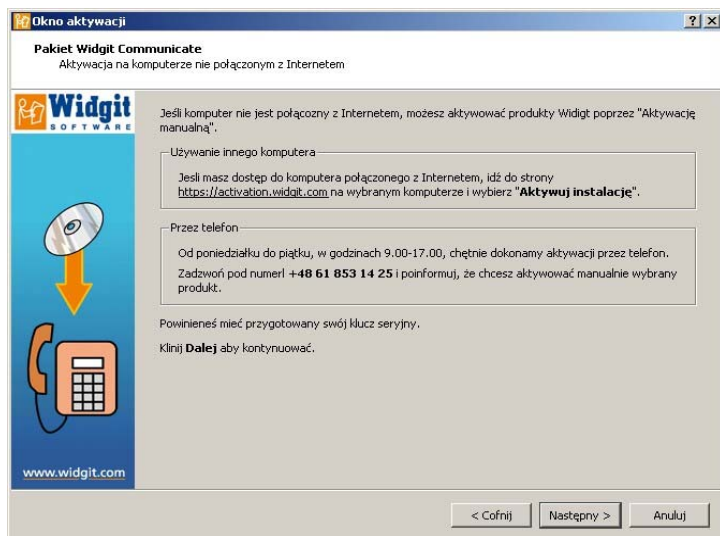 Okno aktywacji
Pakiet Widgit Communicate
Aktywacja na komputerze nie połączonym z Internetem
Widgit
SOFTWARE
Jeśli komputer nie jest połącozny z Internetem, możesz aktywować produkty Widigt poprzez "Aktywację
manualną".
Używanie innego komputera
Jesli masz dostęp do komputera połączonego z Internetem, idź do strony
https://activation.widgit.com na wybranym komputerze i wybierz "Aktywuj instalację".
Przez telefon
Od poniedziałku do piątku, w godzinach 9.00-17.00, chętnie dokonamy aktywacji przez telefon.
Zadzwoń pod numerl +48 61 853 14 25 i poinformuj, że chcesz aktywować manualnie wybrany
produkt.
Powinieneś mieć przygotowany swój klucz seryjny.
Klinij Dalej aby kontynuować.
www.widgit.com
< Cofnij
Następny >
Anuluj